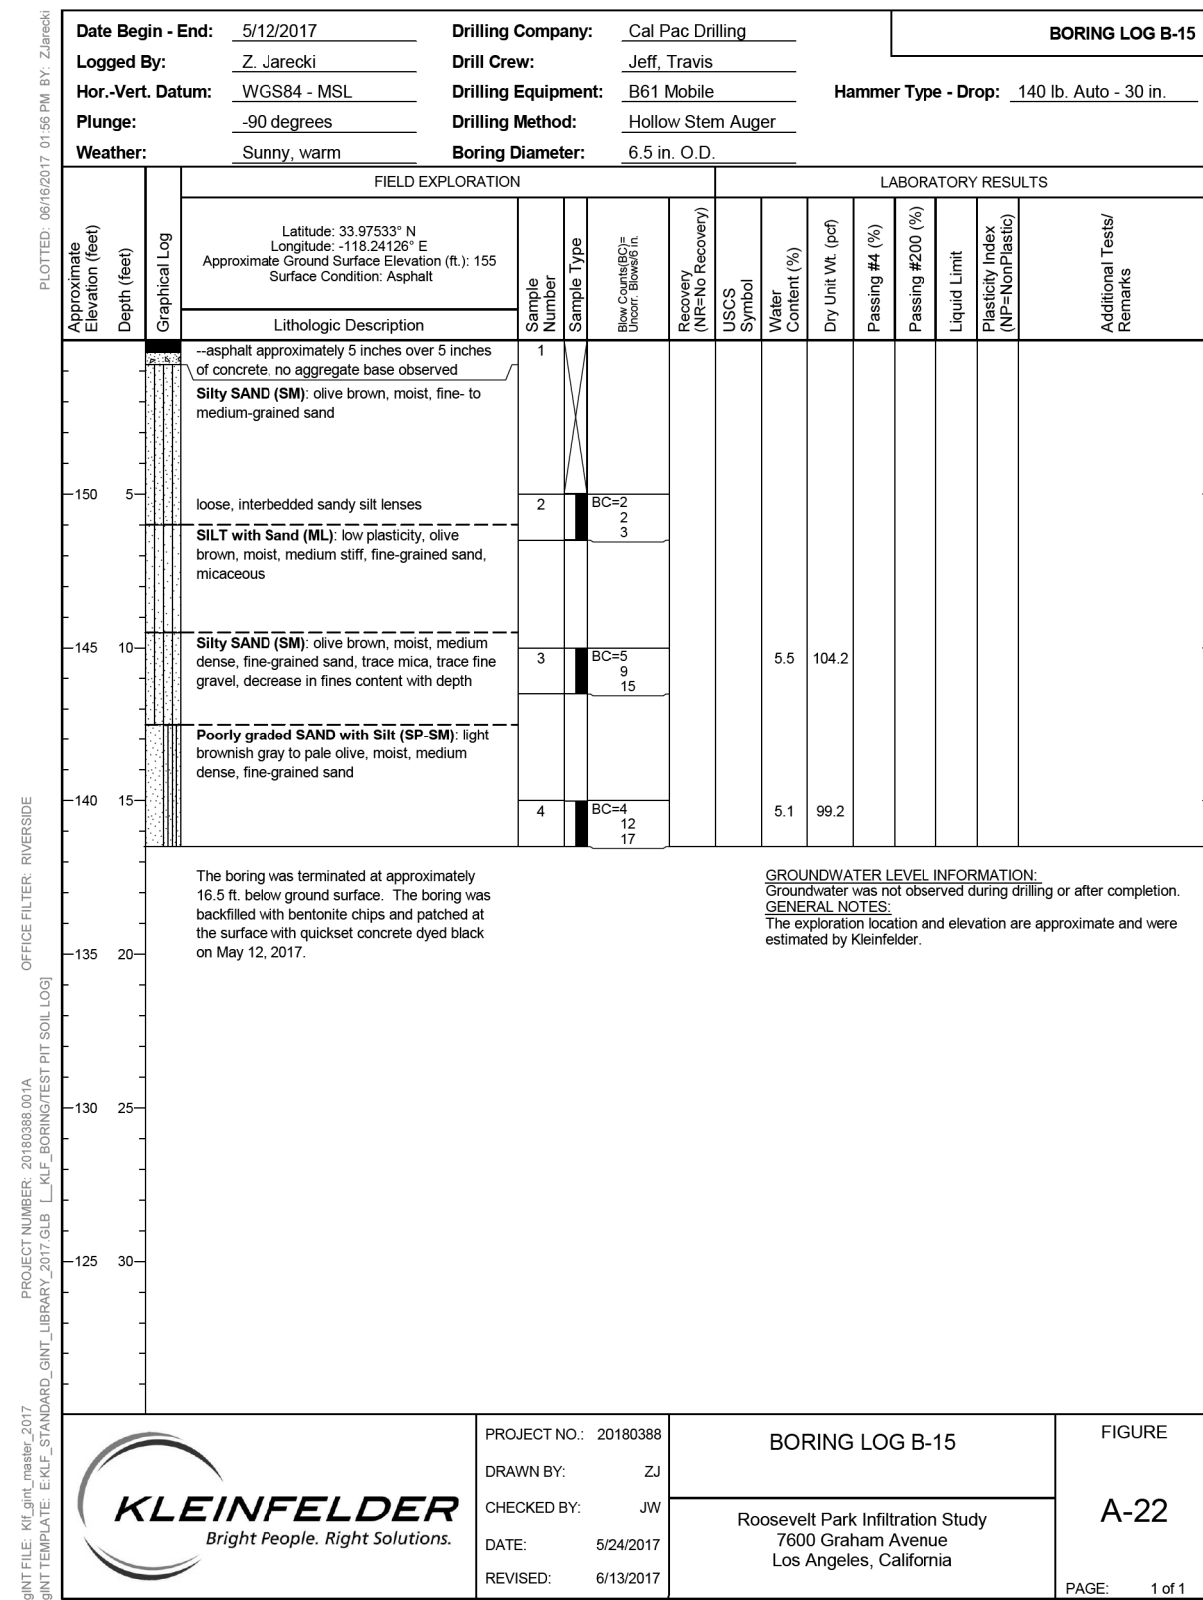 PLOTTED: 06/16/2017 01:56 PM BY: ZJarecki
OFFICE FILTER: RIVERSIDE
PROJECT NUMBER: 20180388.001A
gINT FILE: Klf_gint_master_2017
gINT TEMPLATE: E:KLF_STANDARD_GINT_LIBRARY_2017.GLB [__KLF_BORING/TEST PIT SOIL LOG]
Date Begin - End: 5/12/2017
Logged By: Z. Jarecki
Hor.-Vert. Datum: WGS84 - MSL
Plunge: -90 degrees
Weather: Sunny, warm
Drilling Company: Cal Pac Drilling
Drill Crew: Jeff, Travis
Drilling Equipment: B61 Mobile
Drilling Method: Hollow Stem Auger
Boring Diameter: 6.5 in. O.D.
BORING LOG B-15
Hammer Type - Drop: 140 lb. Auto - 30 in.
FIELD EXPLORATION
LABORATORY RESULTS
Approximate
Elevation (feet)
Depth (feet)
Graphical Log
Latitude: 33.97533° N
Longitude: -118.24126° E
Approximate Ground Surface Elevation (ft.): 155
Surface Condition: Asphalt
Lithologic Description
Sample
Number
Sample Type
Blow Counts(BC)=
Uncorr. Blows/6 in.
Recovery
(NR=No Recovery)
USCS
Symbol
Water
Content (%)
Dry Unit Wt. (pcf)
Passing #4 (%)
Passing #200 (%)
Liquid Limit
Plasticity Index
(NP=NonPlastic)
Additional Tests/
Remarks
--asphalt approximately 5 inches over 5 inches
of concrete, no aggregate base observed
1
Silty SAND (SM): olive brown, moist, fine- to
medium-grained sand
150 5
loose, interbedded sandy silt lenses
2
BC=2
2
3
SILT with Sand (ML): low plasticity, olive
brown, moist, medium stiff, fine-grained sand,
micaceous
145 10
Silty SAND (SM): olive brown, moist, medium
dense, fine-grained sand, trace mica, trace fine
gravel, decrease in fines content with depth
3
BC=5
9
15
5.5 104.2
Poorly graded SAND with Silt (SP-SM): light
brownish gray to pale olive, moist, medium
dense, fine-grained sand
140 15
4
BC=4
12
17
5.1 99.2
The boring was terminated at approximately
16.5 ft. below ground surface. The boring was
backfilled with bentonite chips and patched at
the surface with quickset concrete dyed black
on May 12, 2017.
GROUNDWATER LEVEL INFORMATION:
Groundwater was not observed during drilling or after completion.
GENERAL NOTES:
The exploration location and elevation are approximate and were
estimated by Kleinfelder.
135 20
130 25
125 30
KLEINFELDER
Bright People. Right Solutions.
PROJECT NO.: 20180388
DRAWN BY: ZJ
CHECKED BY: JW
DATE: 5/24/2017
REVISED: 6/13/2017
BORING LOG B-15
Roosevelt Park Infiltration Study
7600 Graham Avenue
Los Angeles, California
FIGURE
A-22
PAGE: 1 of 1